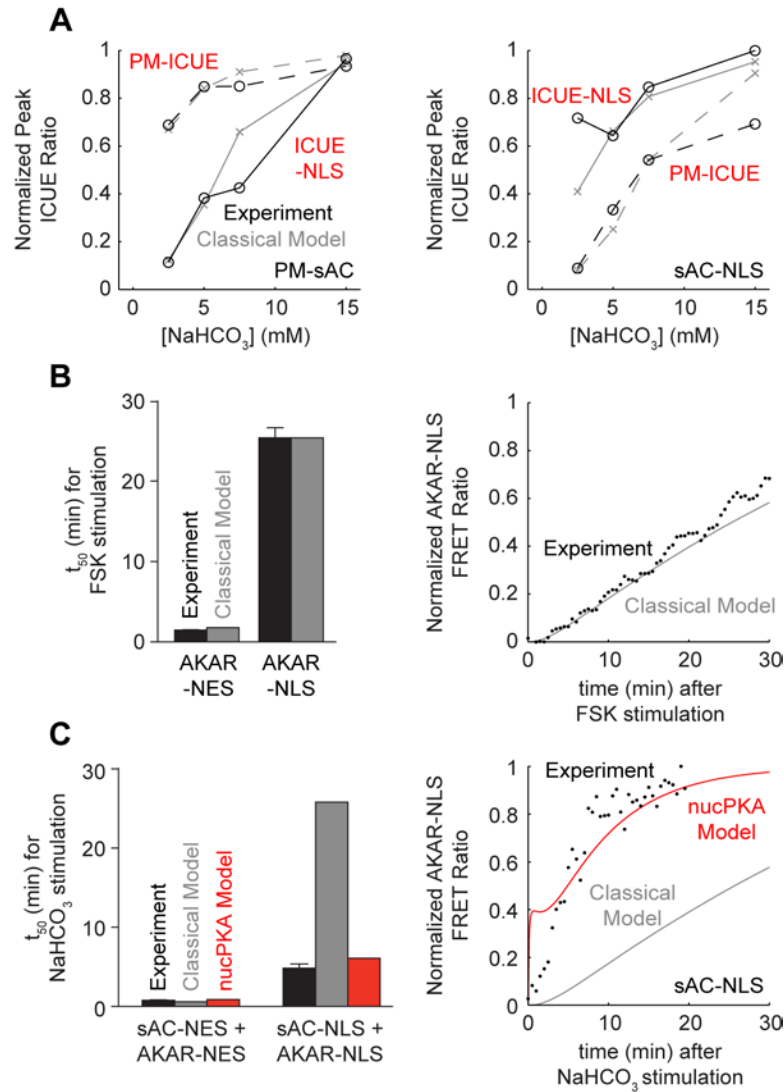 A
Normalized Peak
ICUE Ratio
1
0.8
0.6
0.4
0.2
0
PM-ICUE
ICUE
-NLS
Experiment
Classical Model
PM-sAC
0
5
10
15
[NaHCO3] (mM)
Normalized Peak
ICUE Ratio
1
0.8
0.6
0.4
0.2
0
ICUE-NLS
PM-ICUE
sAC-NLS
0
5
10
15
[NaHCO3] (mM)
B
t50 (min) for
FSK stimulation
30
20
10
0
Experiment
Classical Model
AKAR
-NES
AKAR
-NLS
Normalized AKAR-NLS
FRET Ratio
1
0.8
0.6
0.4
0.2
0
Experiment
Classical Model
0
10
20
30
time (min) after
FSK stimulation
C
t50 (min) for
NaHCO3 stimulation
30
20
10
0
Experiment
Classical Model
nucPKA Model
sAC-NES +
AKAR-NES
sAC-NLS +
AKAR-NLS
Normalized AKAR-NLS
FRET Ratio
1
0.8
0.6
0.4
0.2
0
Experiment
nucPKA
Model
Classical
Model
sAC-NLS
0
10
20
30
time (min) after
NaHCO3 stimulation